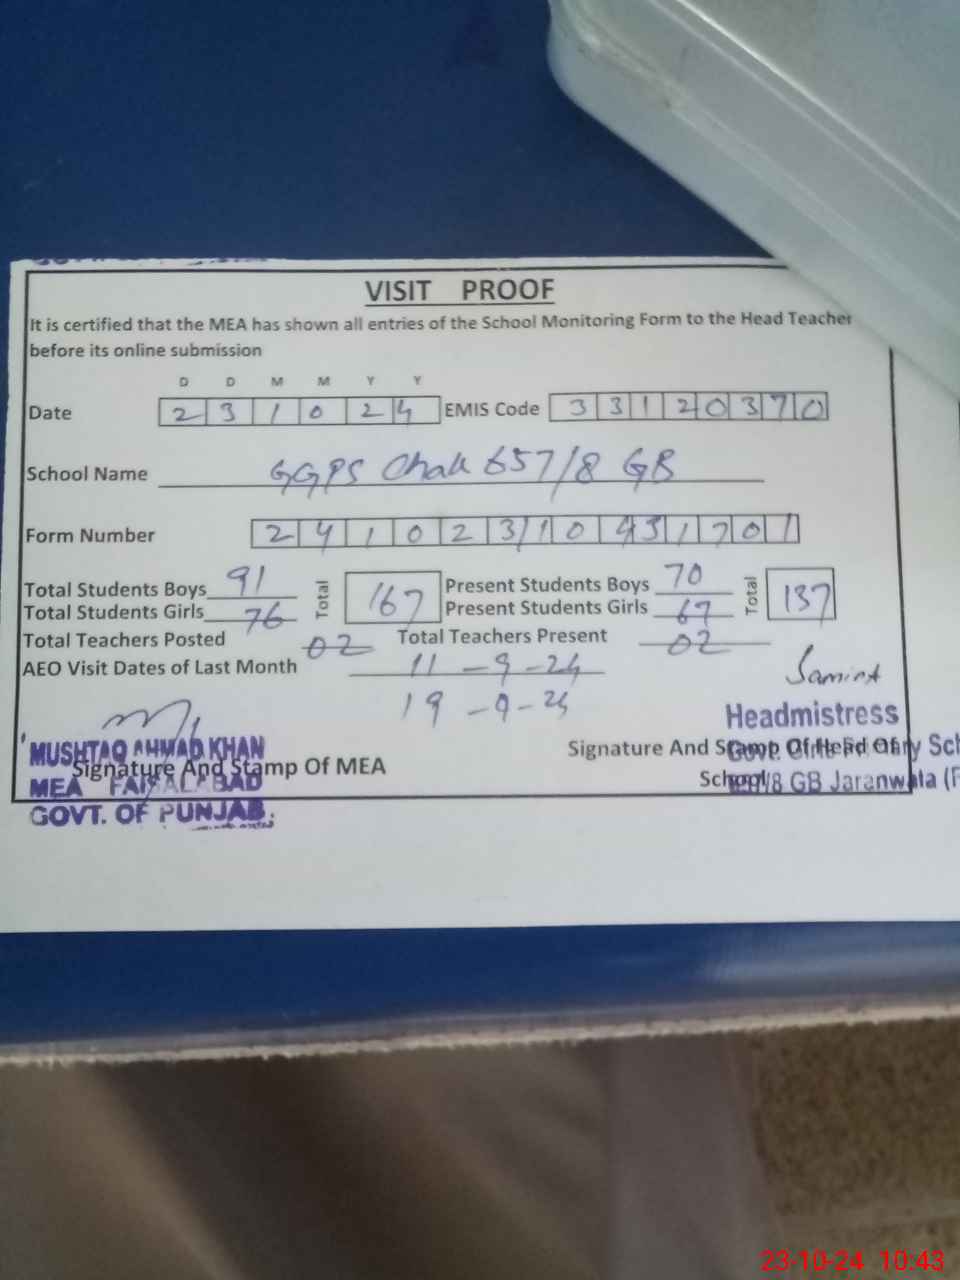 VISIT PROOF
It is certified that the MEA has shown all entries of the School Monitoring Form to the Head Teacher
before its online submission
D D M M Y Y
Date 2 3 1 0 2 4 EMIS Code 3 3 1 2 0 3 7 0
School Name GGPS Chak 657/8 GB
Form Number 2 4 1 0 2 3 1 0 4 3 1 7 0 1
Total Students Boys 91 Total 167 Present Students Boys 70 Total 137
Total Students Girls 76 Present Students Girls 67
Total Teachers Posted 02 Total Teachers Present 02
AEO Visit Dates of Last Month 11-9-24
19-9-24
Headmistress
MUSHTAQ AHMAD KHAN
Signature And Stamp Of MEA
MEA FAISALABAD
GOVT. OF PUNJAB.
Signature And Stamp Of Head Of
School
Govt. Girls
/8 GB Jaranwala (F
23-10-24 10:43